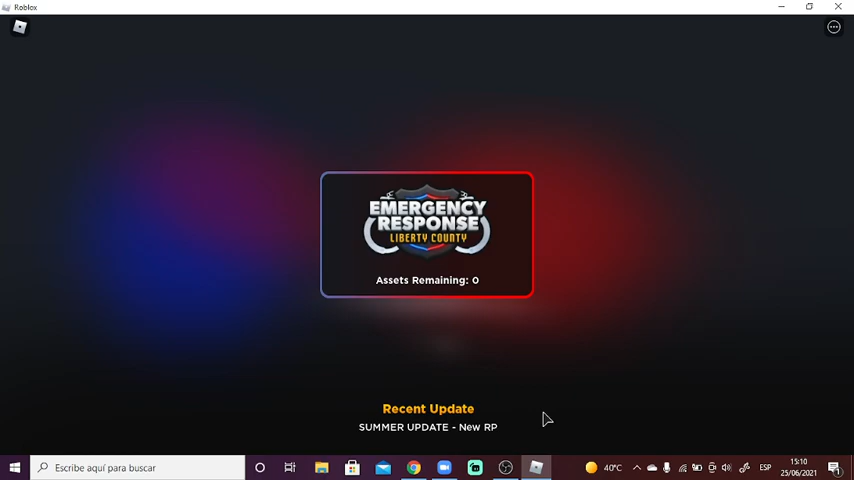 Roblox
EMERGENCY
RESPONSE
LIBERTY COUNTY
Assets Remaining: 0
Recent Update
SUMMER UPDATE - New RP
Escribe aquí para buscar
40°C
ESP
15:10
25/06/2021
1